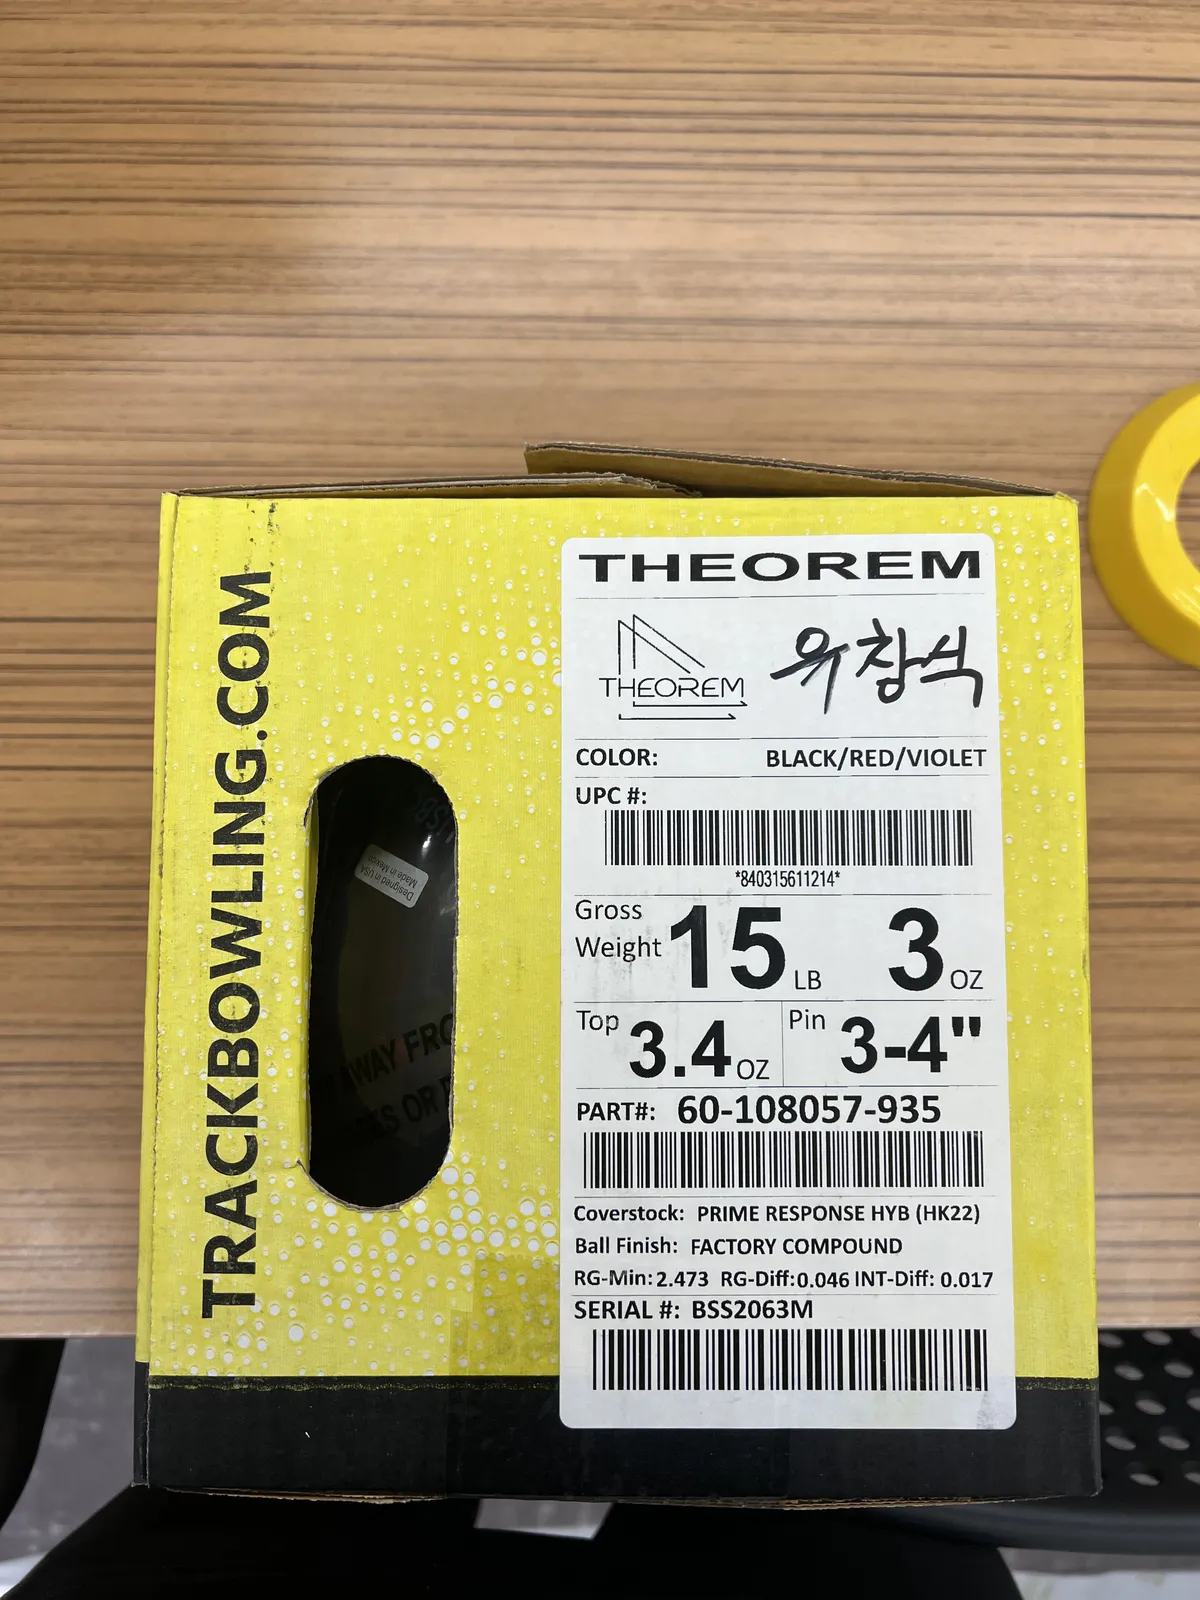 TRACKBOWLING.COM
THEOREM
THEOREM
유창식
COLOR: BLACK/RED/VIOLET
UPC #:
*840315611214*
Gross Weight 15 LB 3 OZ
Top 3.4 OZ Pin 3-4"
PART#: 60-108057-935
Coverstock: PRIME RESPONSE HYB (HK22)
Ball Finish: FACTORY COMPOUND
RG-Min: 2.473 RG-Diff: 0.046 INT-Diff: 0.017
SERIAL #: BSS2063M
Designed in USA
Made in Mexico
AWAY
OR